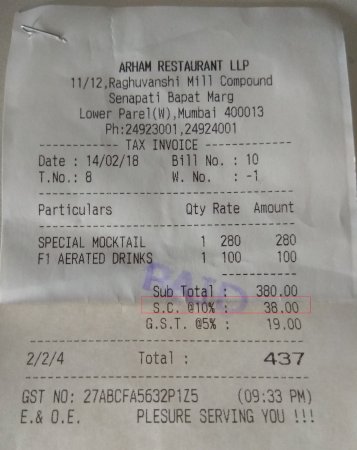 ARHAM RESTAURANT LLP
11/12,Raghuvanshi Mill Compound
Senapati Bapat Marg
Lower Parel(W),Mumbai 400013
Ph:24923001,24924001
TAX INVOICE
Date : 14/02/18 Bill No. : 10
T.No.: 8 W. No. : -1
Particulars Qty Rate Amount
SPECIAL MOCKTAIL 1 280 280
F1 AERATED DRINKS 1 100 100
PAID
Sub Total : 380.00
S.C. @10% : 38.00
G.S.T. @5% : 19.00
2/2/4 Total : 437
GST NO: 27ABCFA5632P1Z5 (09:33 PM)
E.& O.E. PLESURE SERVING YOU !!!